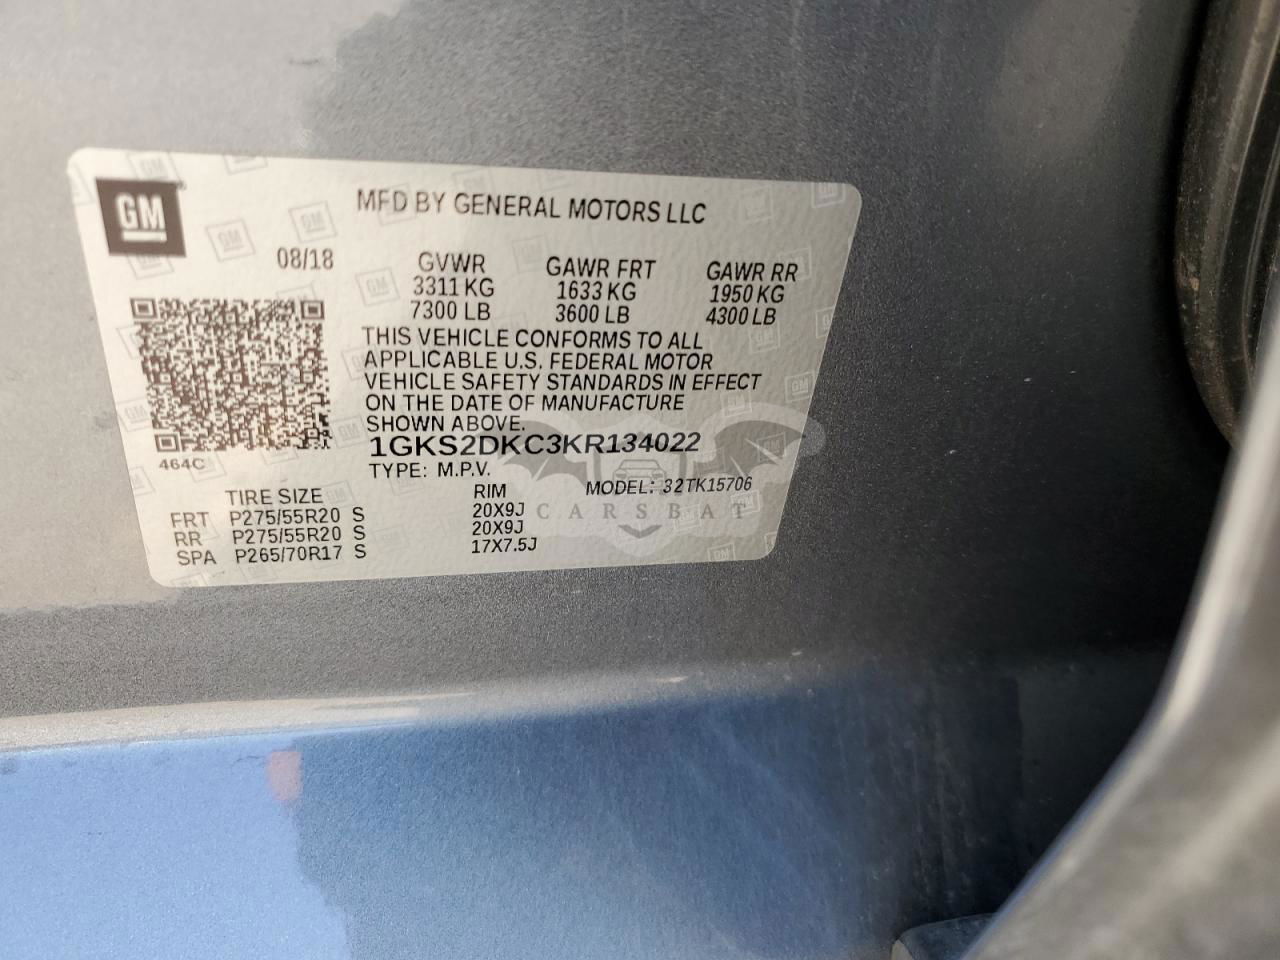 GM
MFD BY GENERAL MOTORS LLC
08/18
GVWR GAWR FRT GAWR RR
3311 KG 1633 KG 1950 KG
7300 LB 3600 LB 4300 LB
THIS VEHICLE CONFORMS TO ALL
APPLICABLE U.S. FEDERAL MOTOR
VEHICLE SAFETY STANDARDS IN EFFECT
ON THE DATE OF MANUFACTURE
SHOWN ABOVE.
464C
1GKS2DKC3KR134022
TYPE: M.P.V.
MODEL: 32TK15706
TIRE SIZE RIM
FRT P275/55R20 S 20X9J
RR P275/55R20 S 20X9J
SPA P265/70R17 S 17X7.5J
CARSBAT